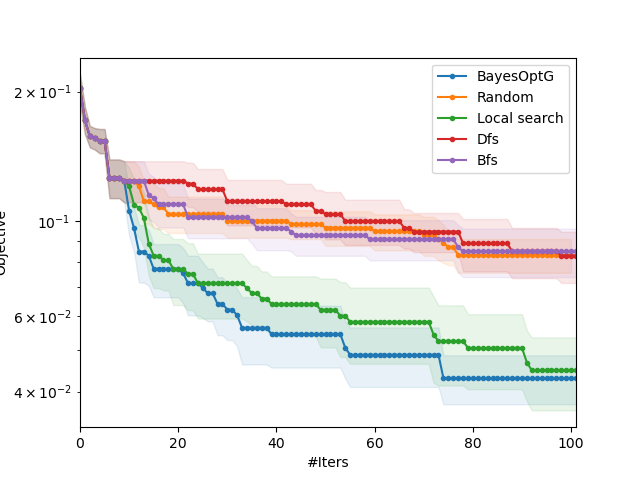 BayesOptG
Random
Local search
Dfs
Bfs
2 × 10⁻¹
10⁻¹
6 × 10⁻²
4 × 10⁻²
Objective
0 20 40 60 80 100
#Iters